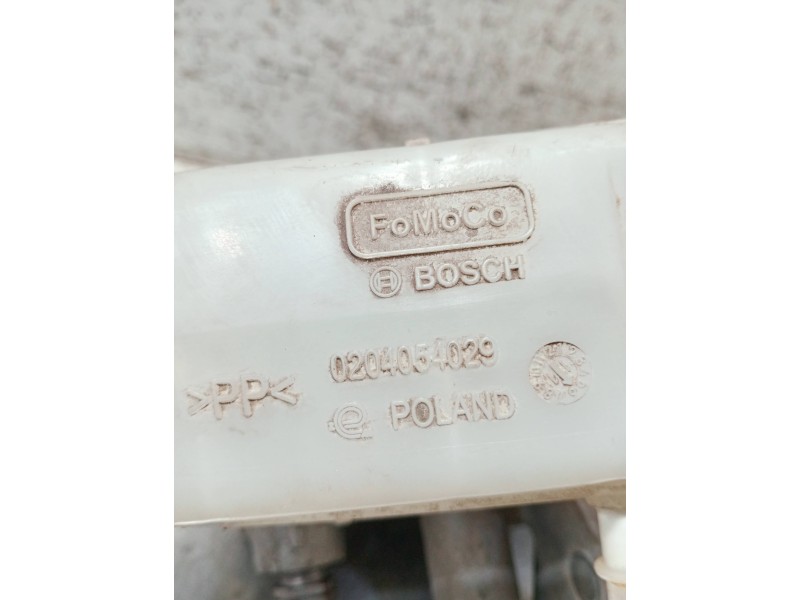 FoMoCo
BOSCH
0204054029
>PP<
POLAND